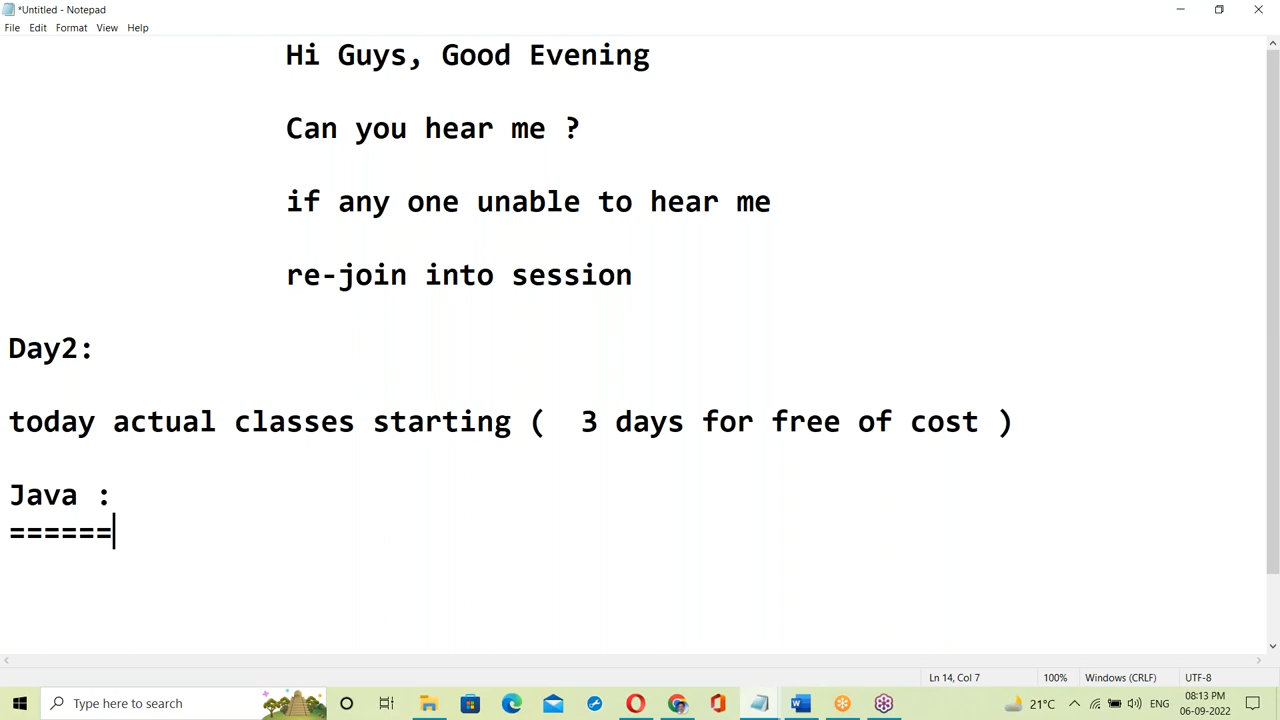 *Untitled - Notepad
File Edit Format View Help
Hi Guys, Good Evening
Can you hear me ?
if any one unable to hear me
re-join into session
Day2:
today actual classes starting (  3 days for free of cost )
Java :
======
Ln 14, Col 7 100% Windows (CRLF) UTF-8
Type here to search
21°C ENG 08:13 PM
06-09-2022